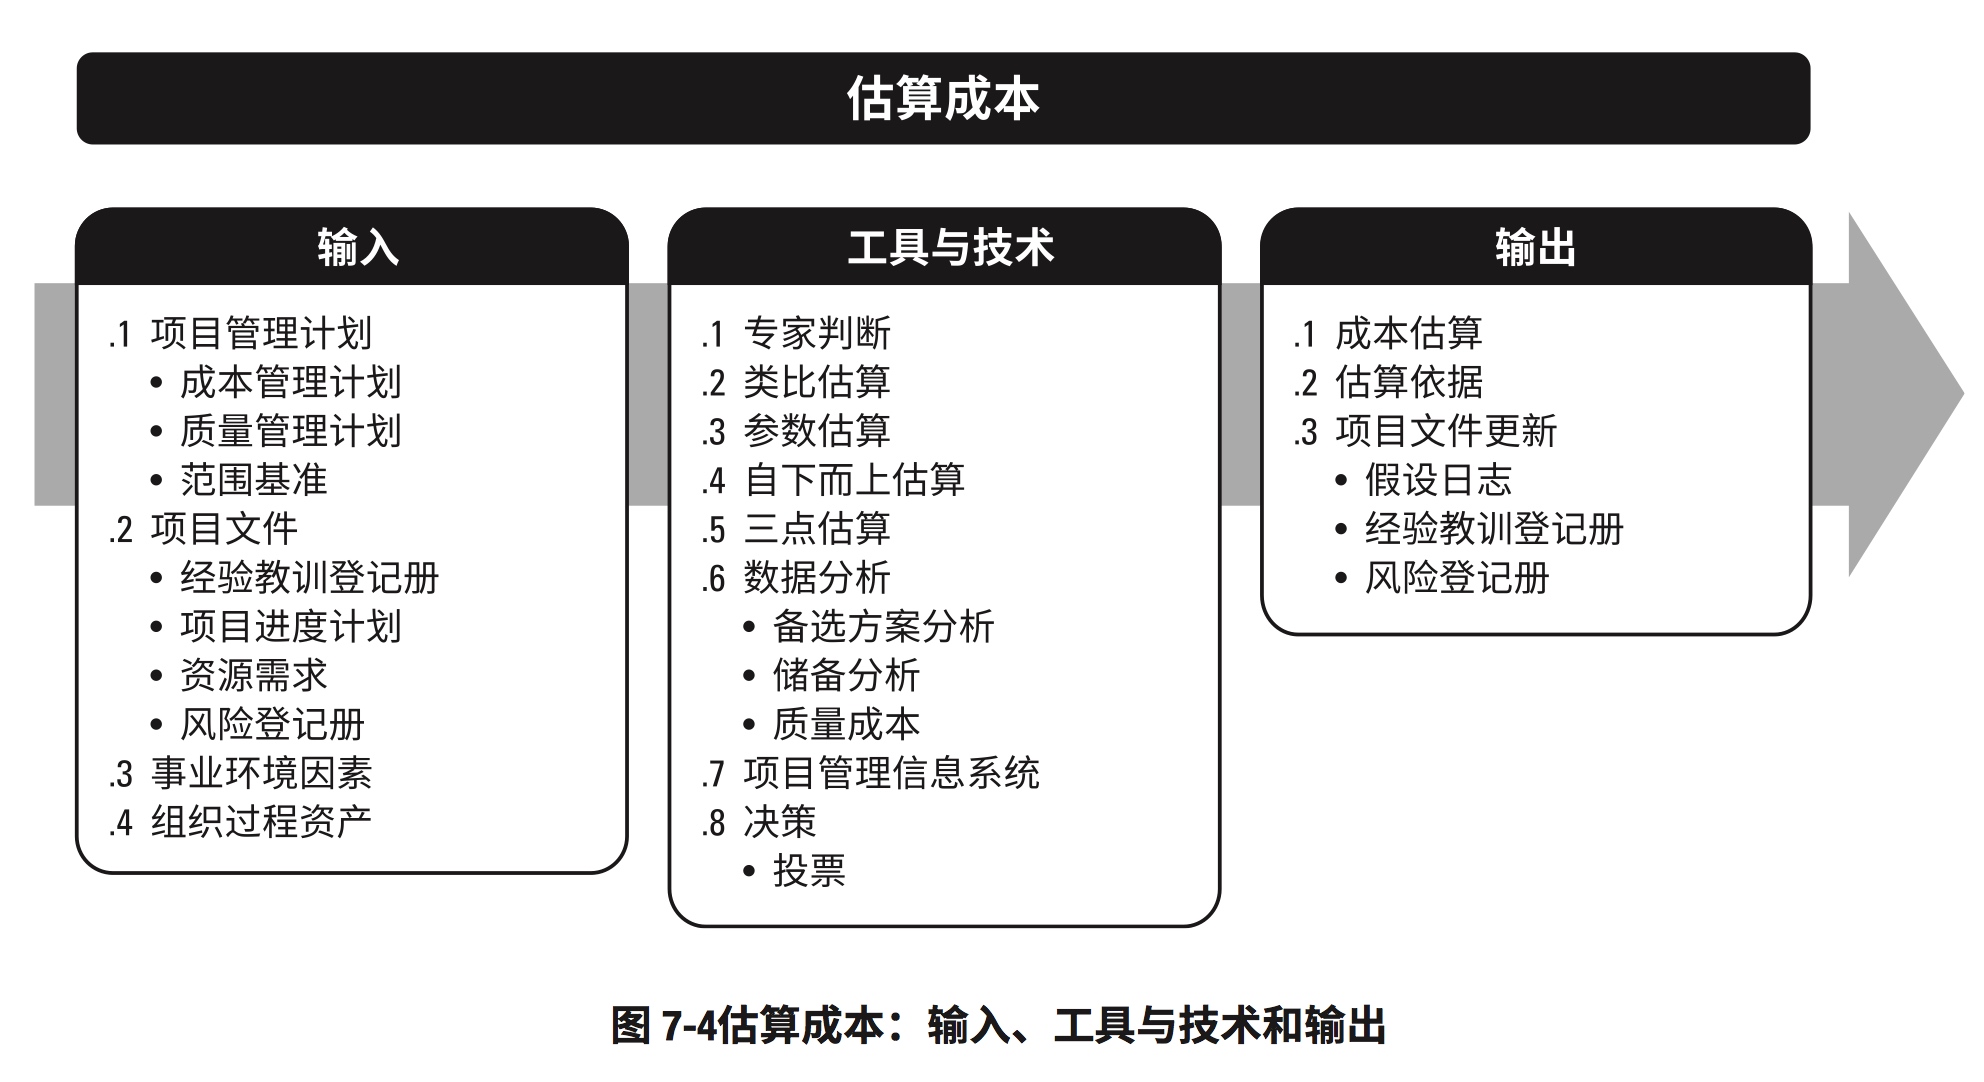 估算成本
输入
.1 项目管理计划
• 成本管理计划
• 质量管理计划
• 范围基准
.2 项目文件
• 经验教训登记册
• 项目进度计划
• 资源需求
• 风险登记册
.3 事业环境因素
.4 组织过程资产
工具与技术
.1 专家判断
.2 类比估算
.3 参数估算
.4 自下而上估算
.5 三点估算
.6 数据分析
• 备选方案分析
• 储备分析
• 质量成本
.7 项目管理信息系统
.8 决策
• 投票
输出
.1 成本估算
.2 估算依据
.3 项目文件更新
• 假设日志
• 经验教训登记册
• 风险登记册
图 7-4估算成本：输入、工具与技术和输出